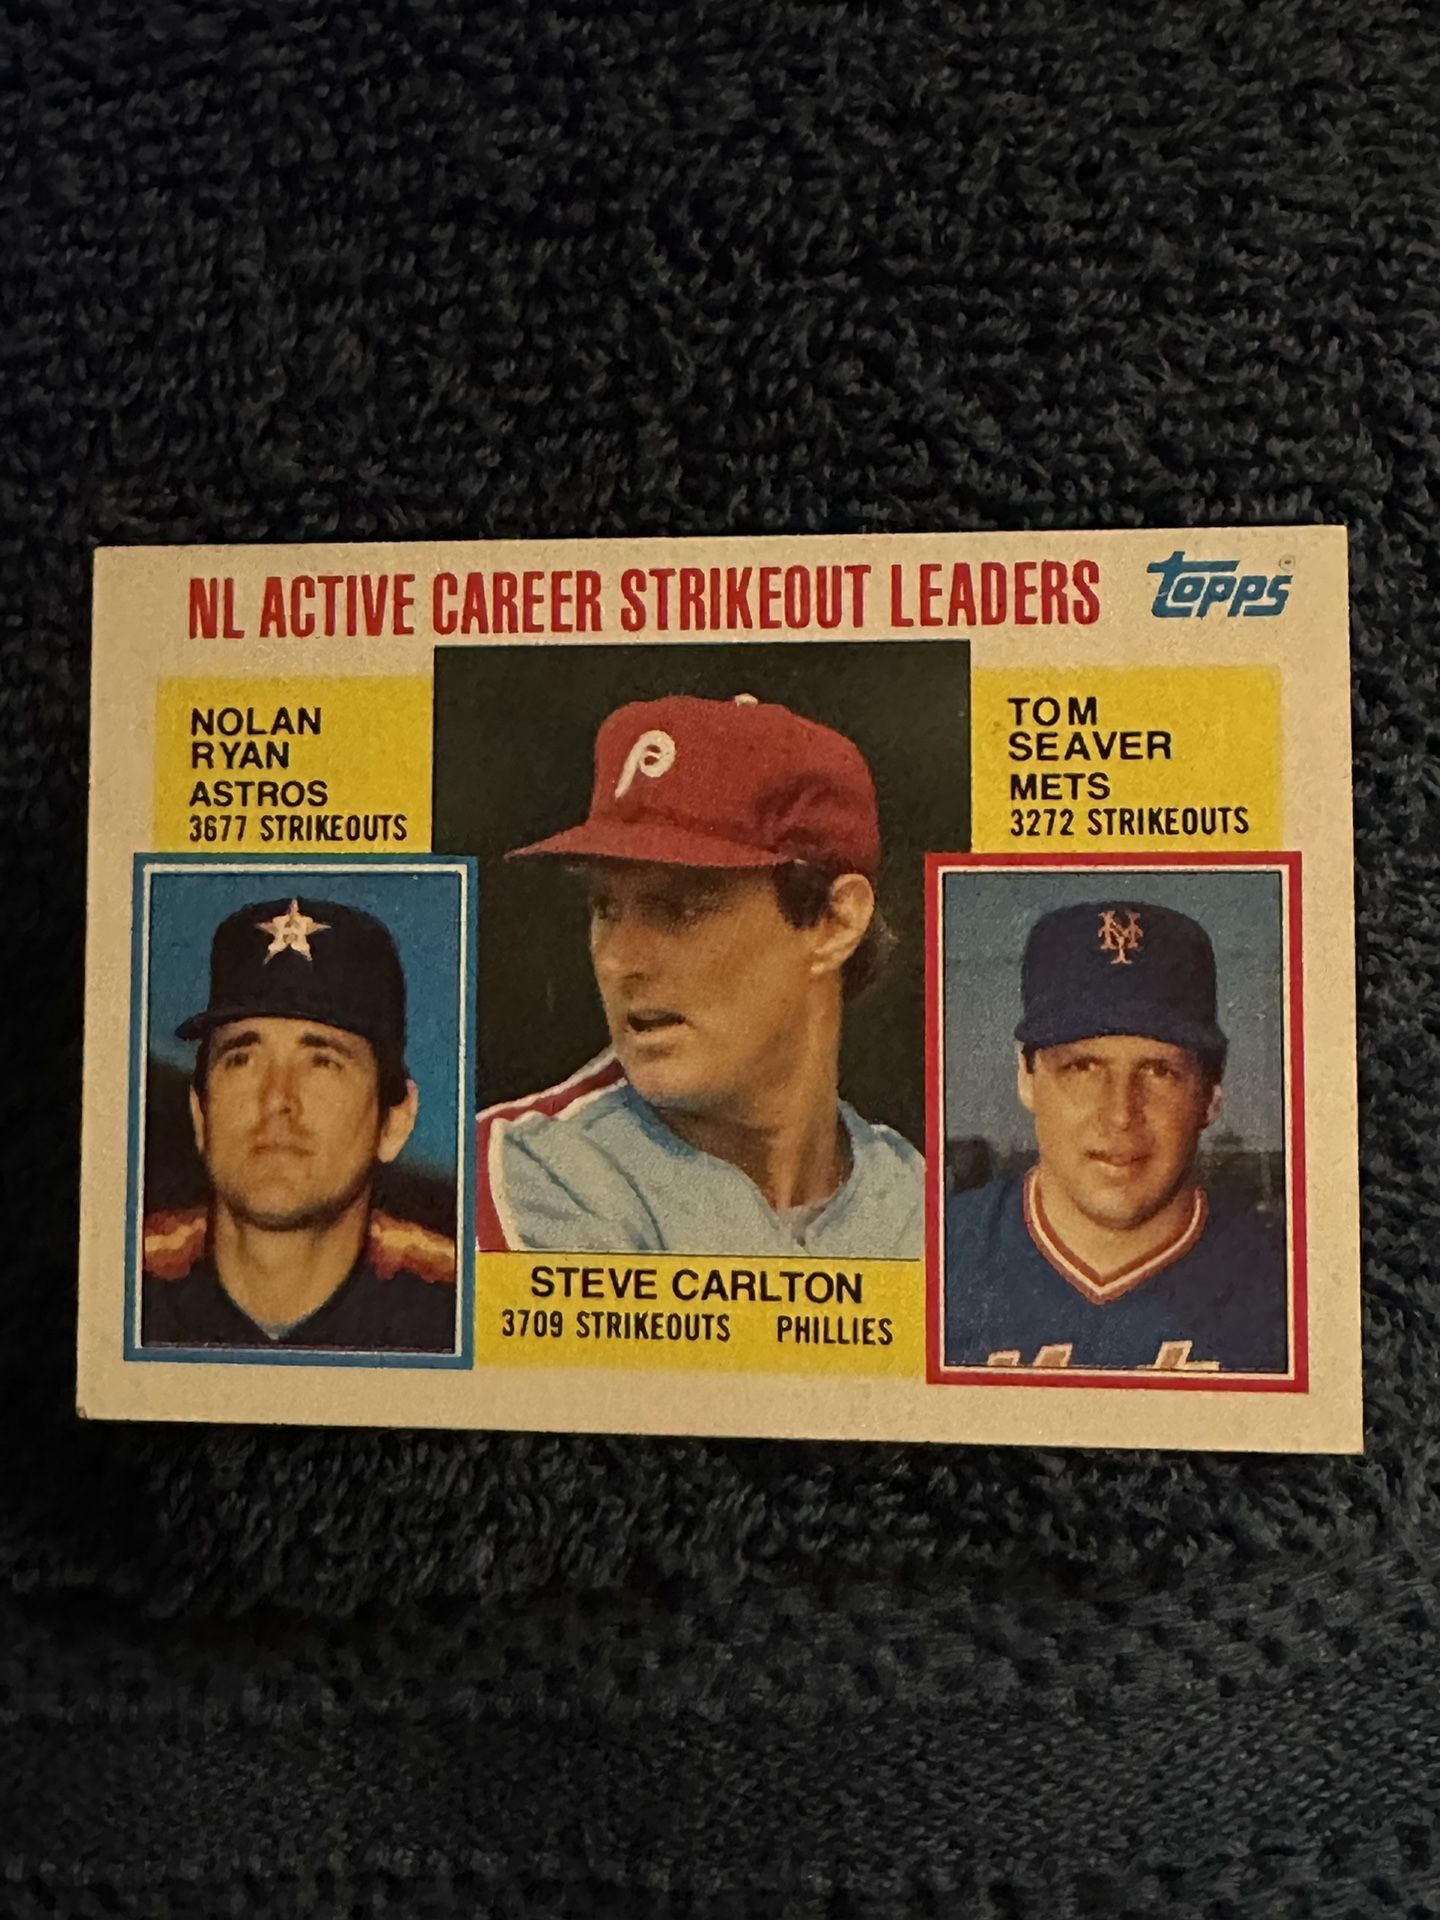 NL ACTIVE CAREER STRIKEOUT LEADERS
topps®
NOLAN
RYAN
ASTROS
3677 STRIKEOUTS
TOM
SEAVER
METS
3272 STRIKEOUTS
P
H
NY
STEVE CARLTON
3709 STRIKEOUTS PHILLIES